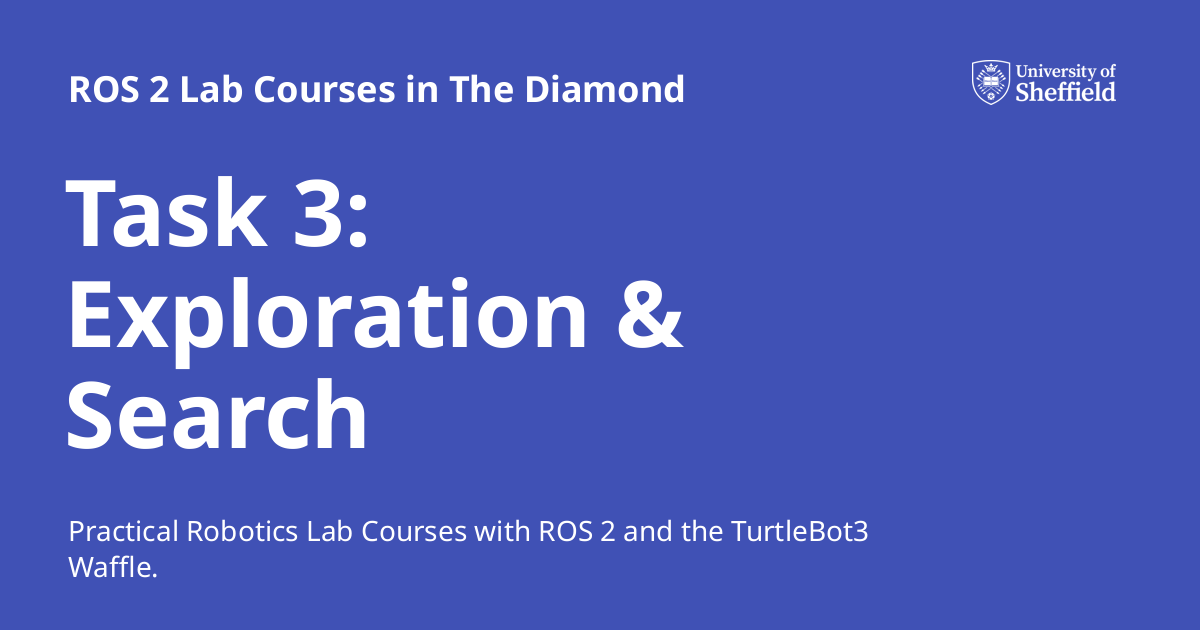 ROS 2 Lab Courses in The Diamond
University of
Sheffield
Task 3:
Exploration &
Search
Practical Robotics Lab Courses with ROS 2 and the TurtleBot3
Waffle.